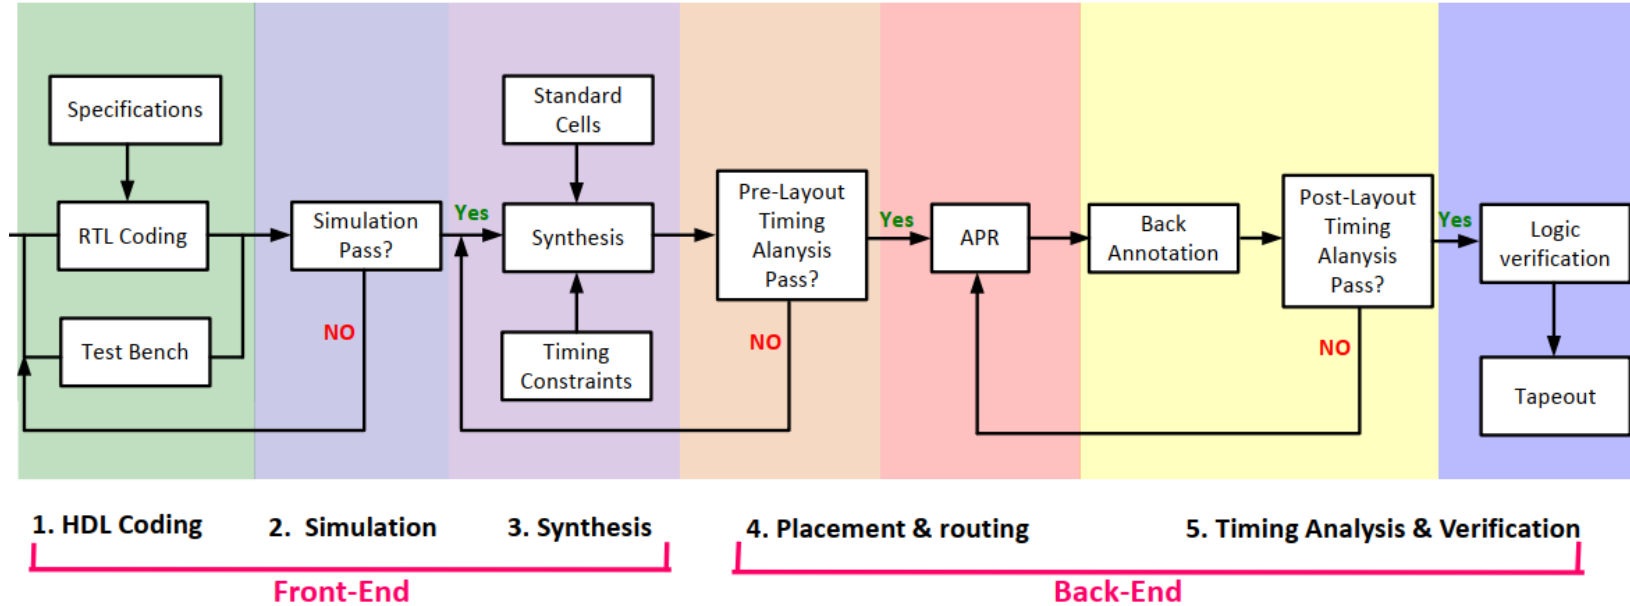 Specifications
RTL Coding
Test Bench
Simulation
Pass?
NO
Yes
Standard
Cells
Synthesis
Timing
Constraints
Pre-Layout
Timing
Alanysis
Pass?
NO
Yes
APR
Back
Annotation
Post-Layout
Timing
Alanysis
Pass?
NO
Yes
Logic
verification
Tapeout
1. HDL Coding
2. Simulation
3. Synthesis
4. Placement & routing
5. Timing Analysis & Verification
Front-End
Back-End